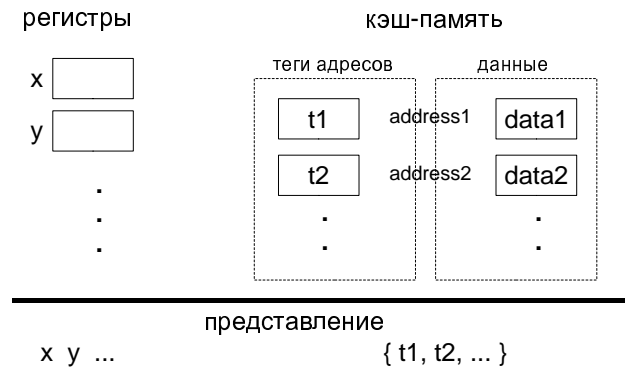 регистры
кэш-память
теги адресов
данные
x
t1 address1 data1
y
t2 address2 data2
представление
x y ...
{ t1, t2, ... }